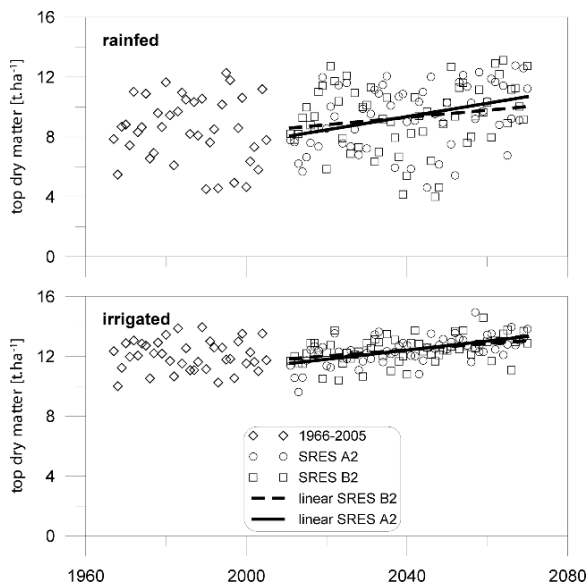 16
rainfed
12
8
4
0
top dry matter [t.ha⁻¹]
16
irrigated
12
8
4
0
top dry matter [t.ha⁻¹]
1966-2005
SRES A2
SRES B2
linear SRES B2
linear SRES A2
1960 2000 2040 2080